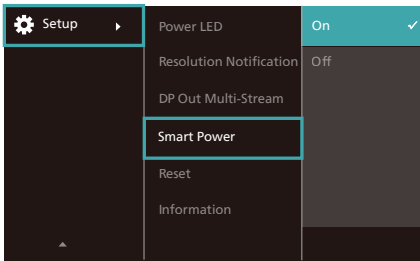 Setup
Power LED
On
Resolution Notification
Off
DP Out Multi-Stream
Smart Power
Reset
Information